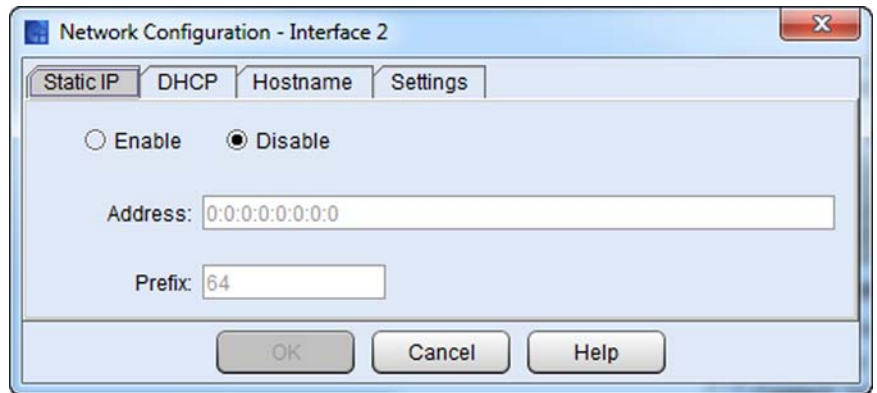 Network Configuration - Interface 2
Static IP DHCP Hostname Settings
Enable Disable
Address: 0:0:0:0:0:0:0:0
Prefix: 64
OK Cancel Help